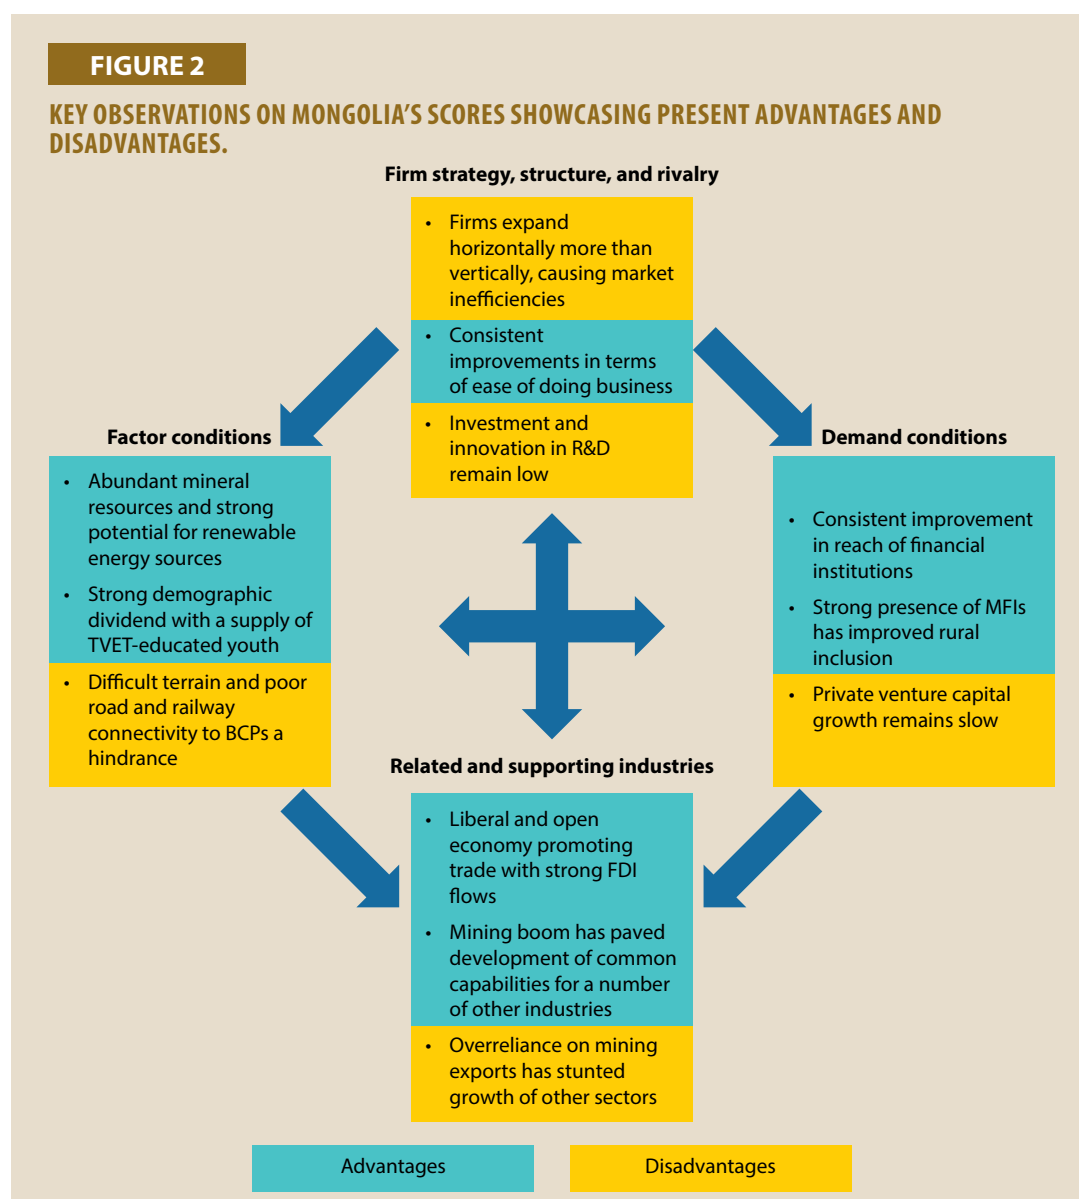 FIGURE 2
KEY OBSERVATIONS ON MONGOLIA'S SCORES SHOWCASING PRESENT ADVANTAGES AND
DISADVANTAGES.
Firm strategy, structure, and rivalry
• Firms expand
horizontally more than
vertically, causing market
inefficiencies
• Consistent
improvements in terms
of ease of doing business
• Investment and
innovation in R&D
remain low
Factor conditions
• Abundant mineral
resources and strong
potential for renewable
energy sources
• Strong demographic
dividend with a supply of
TVET-educated youth
• Difficult terrain and poor
road and railway
connectivity to BCPs a
hindrance
Demand conditions
• Consistent improvement
in reach of financial
institutions
• Strong presence of MFIs
has improved rural
inclusion
• Private venture capital
growth remains slow
Related and supporting industries
• Liberal and open
economy promoting
trade with strong FDI
flows
• Mining boom has paved
development of common
capabilities for a number
of other industries
• Overreliance on mining
exports has stunted
growth of other sectors
Advantages
Disadvantages